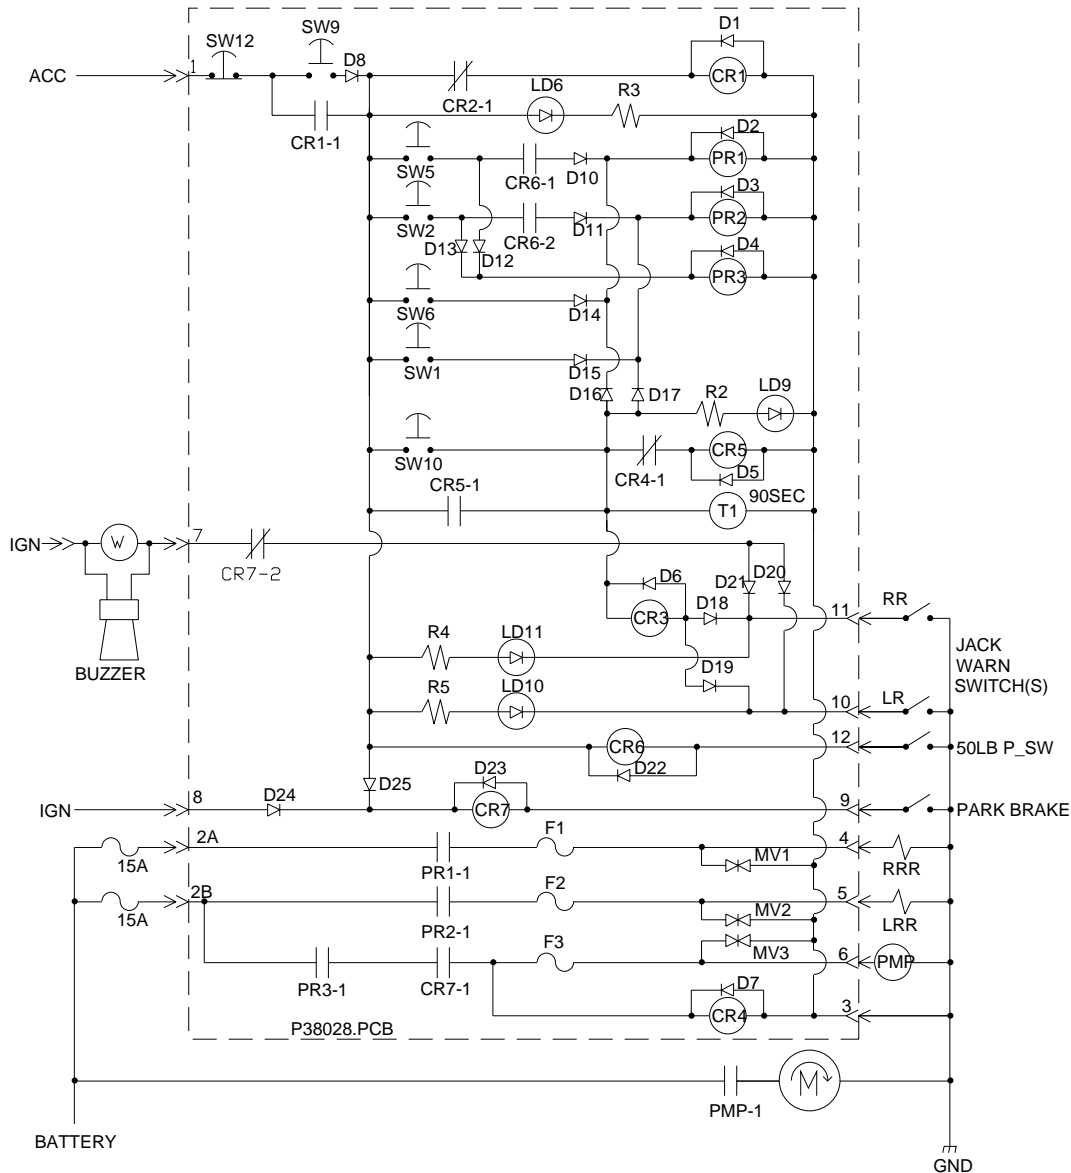 SW9
D1
SW12
D8
1
ACC
CR1
LD6
R3
CR2-1
CR1-1
D2
SW5
PR1
CR6-1
D10
D3
SW2
PR2
CR6-2
D11
D13
D12
D4
PR3
SW6
D14
SW1
D15
D16
D17
R2
LD9
SW10
CR4-1
CR5
D5
CR5-1
90SEC
T1
IGN
W
7
CR7-2
D6
D21
D20
CR3
D18
11
RR
BUZZER
R4
LD11
JACK
WARN
SWITCH(S)
D19
R5
LD10
10
LR
12
CR6
50LB P_SW
D22
D25
D23
IGN
8
D24
CR7
9
PARK BRAKE
2A
F1
4
15A
PR1-1
MV1
RRR
2B
F2
5
15A
PR2-1
MV2
LRR
F3
MV3
6
PMP
PR3-1
CR7-1
D7
CR4
3
P38028.PCB
M
PMP-1
BATTERY
GND